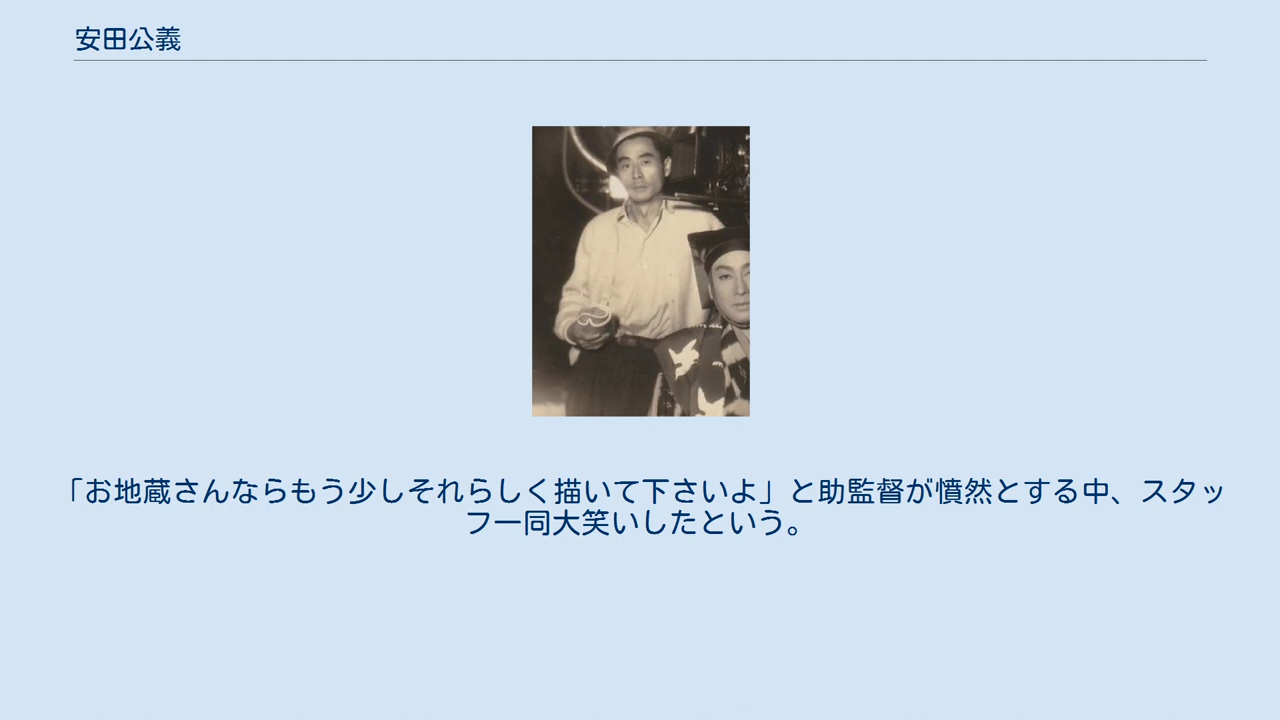 安田公義
「お地蔵さんならもう少しそれらしく描いて下さいよ」と助監督が憤然とする中、スタッ
フ一同大笑いしたという。